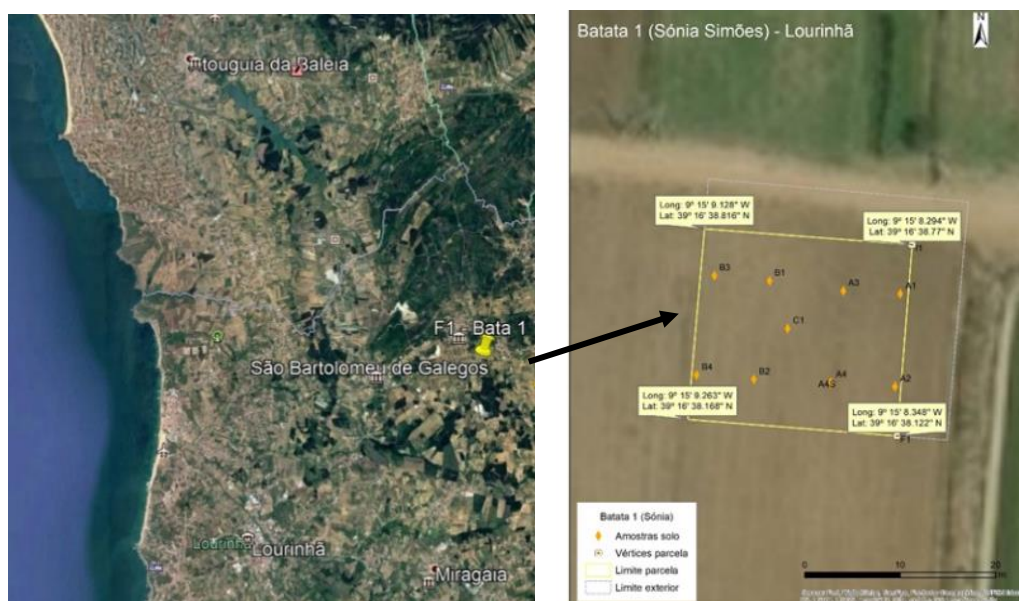 touguia da Baleia
F1 - Bata 1
São Bartolomeu de Galegos
Lourinhã
Lourinhã
Miragaia
Batata 1 (Sónia Simões) - Lourinhã
N
Long: 9º 15' 9.128" W
Lat: 39º 16' 38.816" N
Long: 9º 15' 8.294" W
Lat: 39º 16' 38.77" N
B3
B1
A3
A1
C1
B4
B2
A4
A4S
A2
Long: 9º 15' 9.263" W
Lat: 39º 16' 38.168" N
Long: 9º 15' 8.348" W
Lat: 39º 16' 38.122" N
F1
Batata 1 (Sónia)
Amostras solo
Vértices parcela
Limite parcela
Limite exterior
0 10 20
m